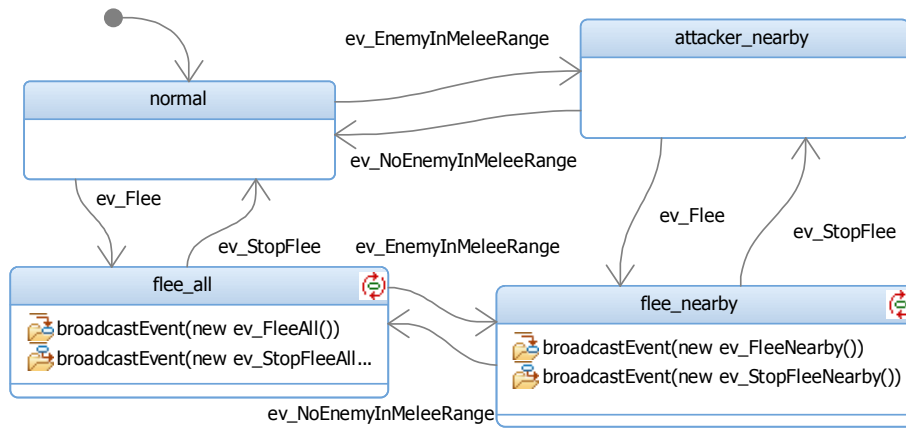 ev_EnemyInMeleeRange
attacker_nearby
normal
ev_NoEnemyInMeleeRange
ev_Flee
ev_Flee
ev_StopFlee
ev_StopFlee
ev_EnemyInMeleeRange
flee_all
flee_nearby
broadcastEvent(new ev_FleeAll())
broadcastEvent(new ev_StopFleeAll...
broadcastEvent(new ev_FleeNearby())
broadcastEvent(new ev_StopFleeNearby())
ev_NoEnemyInMeleeRange